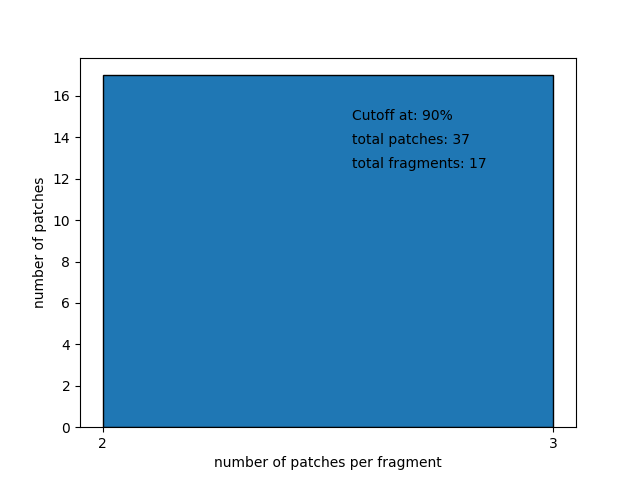 16
14
12
10
8
6
4
2
0
number of patches
Cutoff at: 90%
total patches: 37
total fragments: 17
2
3
number of patches per fragment